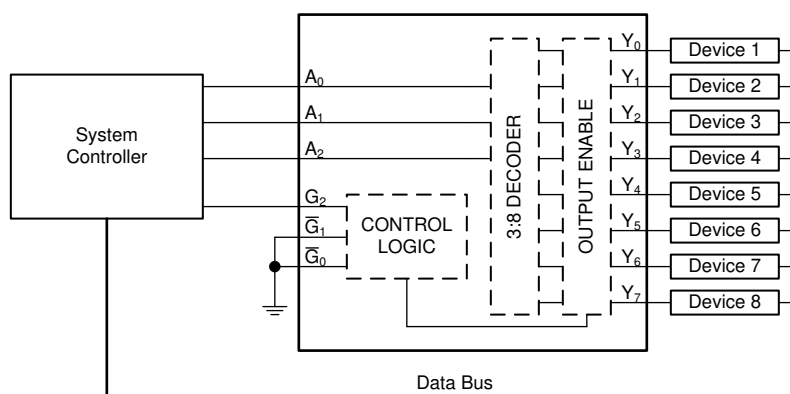 System
Controller
A0
A1
A2
G2
G̅1
G̅0
CONTROL
LOGIC
3:8 DECODER
OUTPUT ENABLE
Y0
Y1
Y2
Y3
Y4
Y5
Y6
Y7
Device 1
Device 2
Device 3
Device 4
Device 5
Device 6
Device 7
Device 8
Data Bus